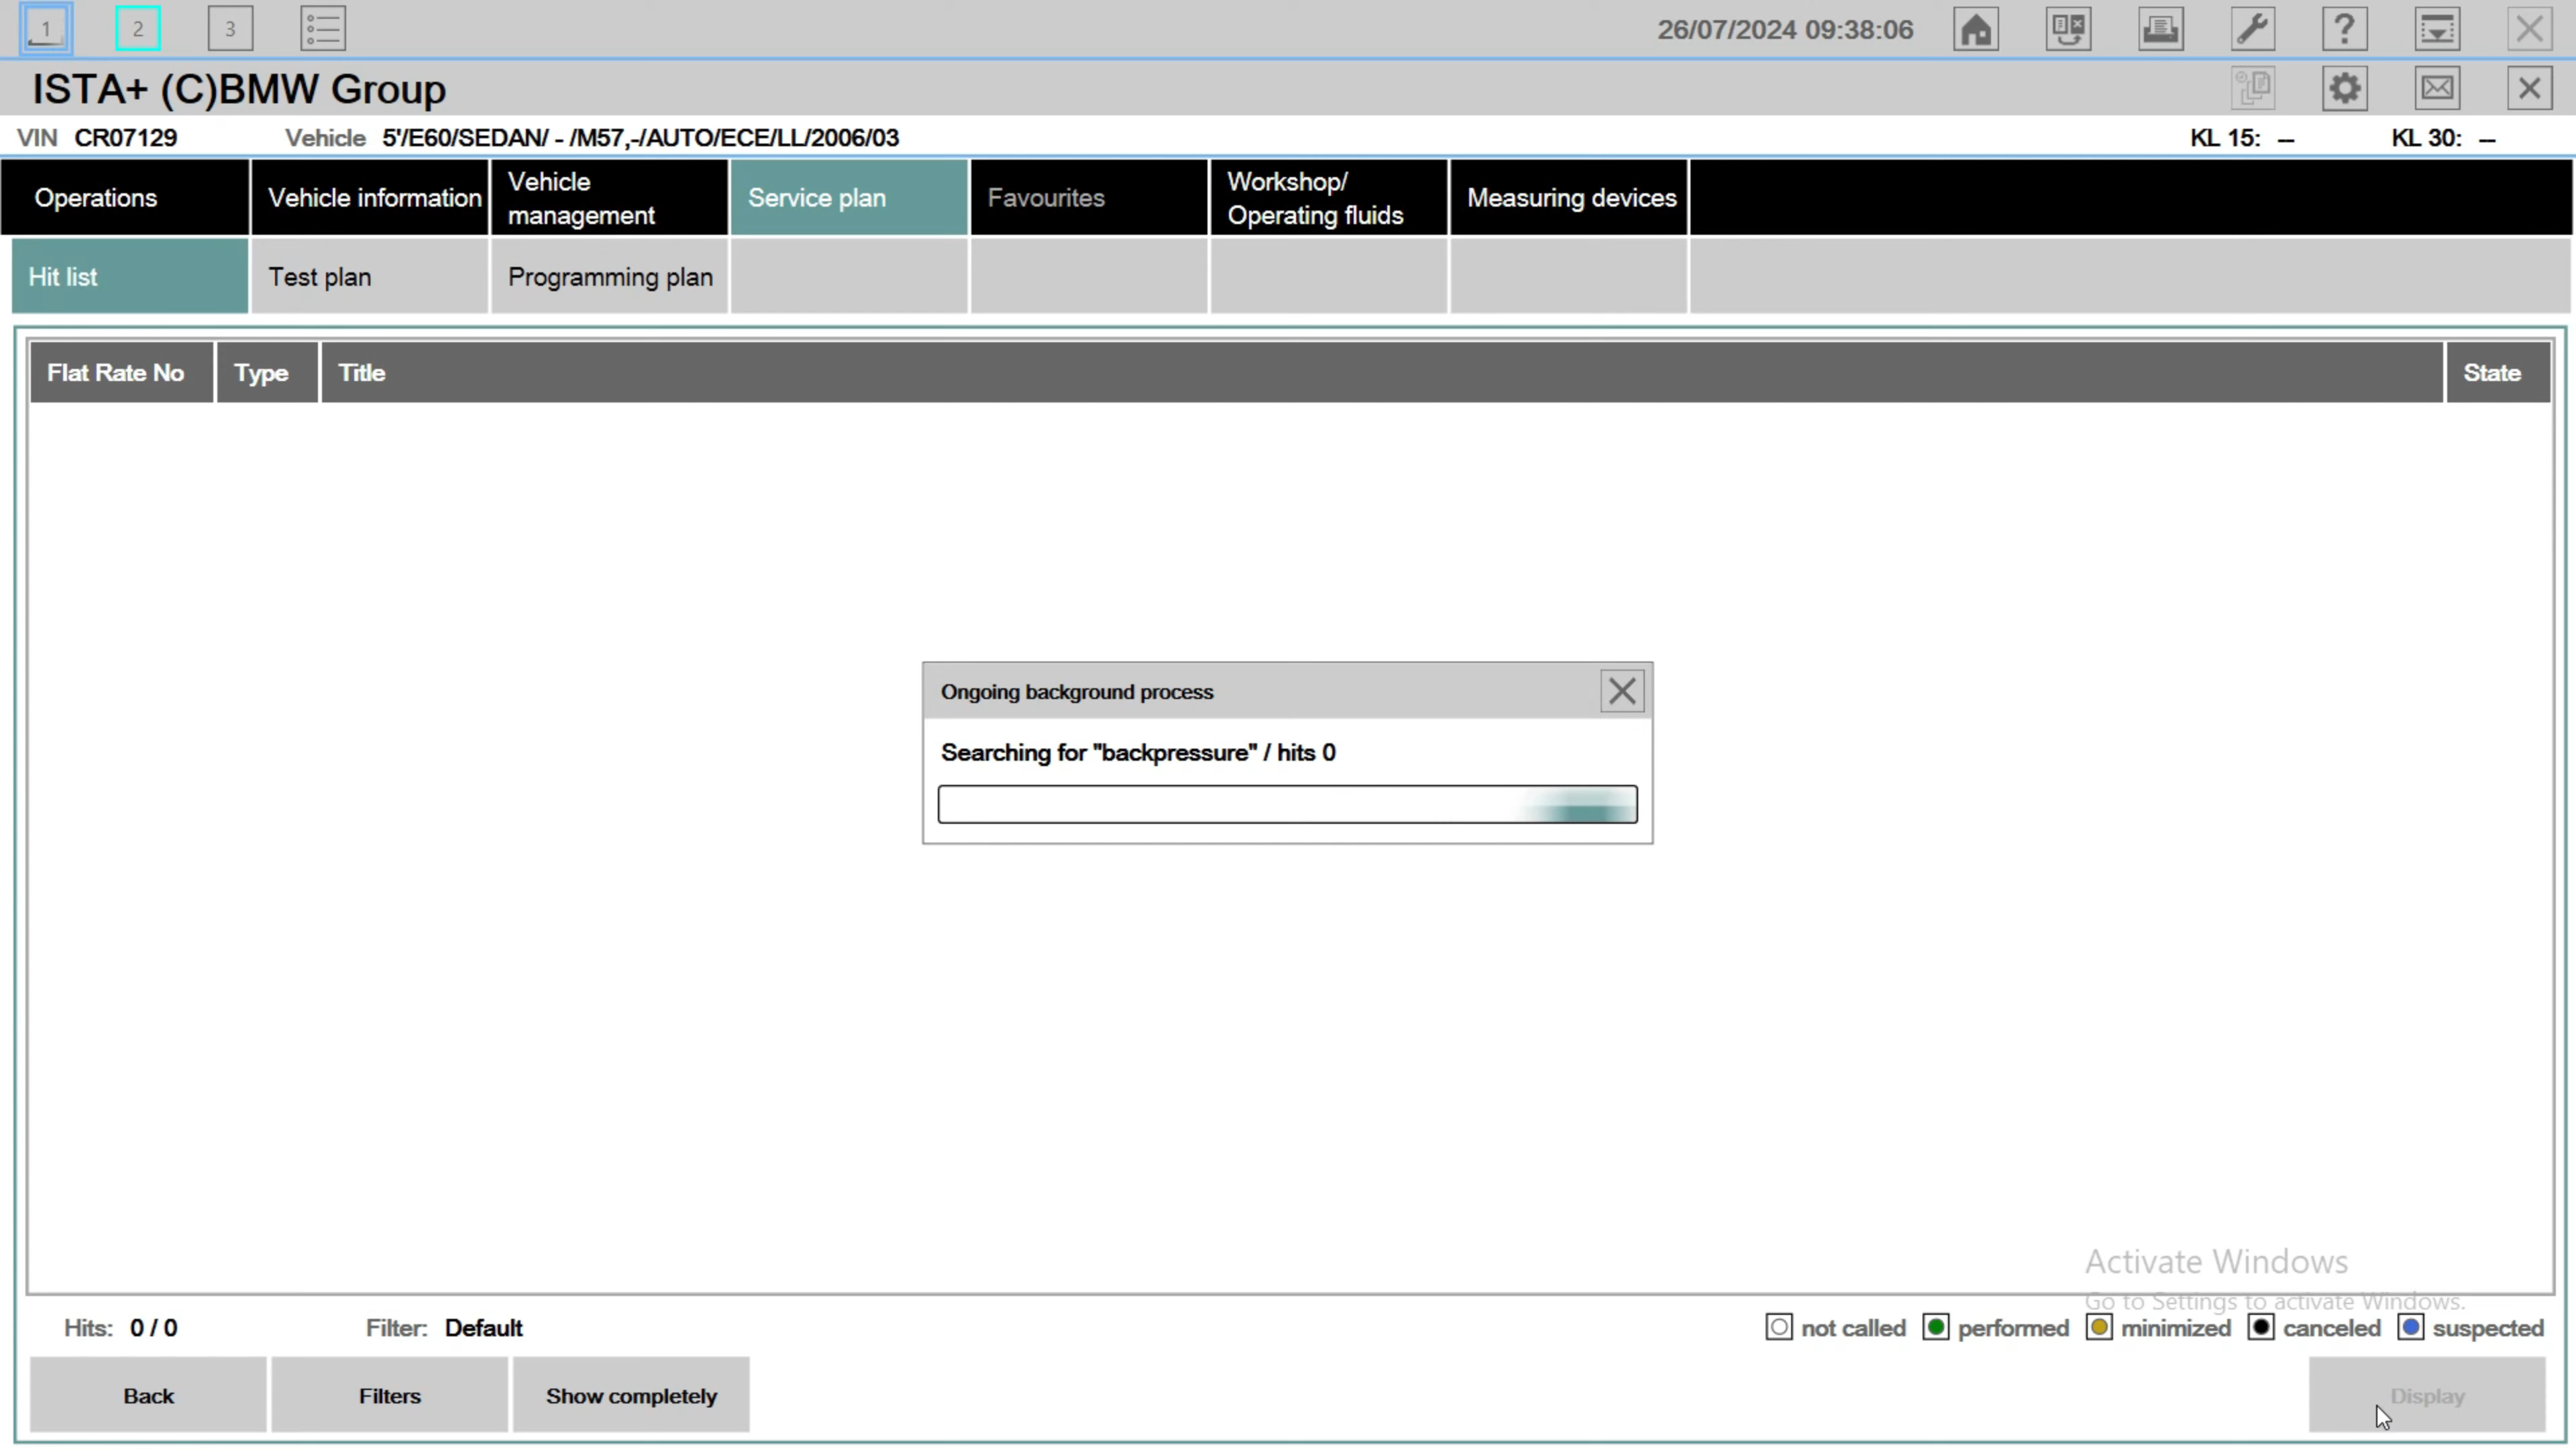 1 2 3 26/07/2024 09:38:06 ?
ISTA+ (C)BMW Group
VIN CR07129 Vehicle 5'/E60/SEDAN/ - /M57,-/AUTO/ECE/LL/2006/03 KL 15: -- KL 30: --
Operations Vehicle information Vehicle management Service plan Favourites Workshop/ Operating fluids Measuring devices
Hit list Test plan Programming plan
Flat Rate No Type Title State
Ongoing background process
Searching for "backpressure" / hits 0
Activate Windows
Go to Settings to activate Windows.
Hits: 0 / 0 Filter: Default not called performed minimized canceled suspected
Back Filters Show completely Display